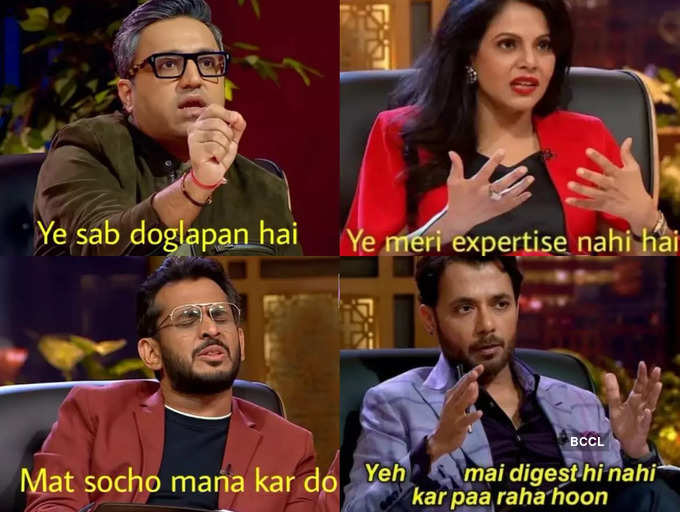 Ye sab doglapan hai
Ye meri expertise nahi hai
Mat socho mana kar do
Yeh mai digest hi nahi
kar paa raha hoon
BCCL